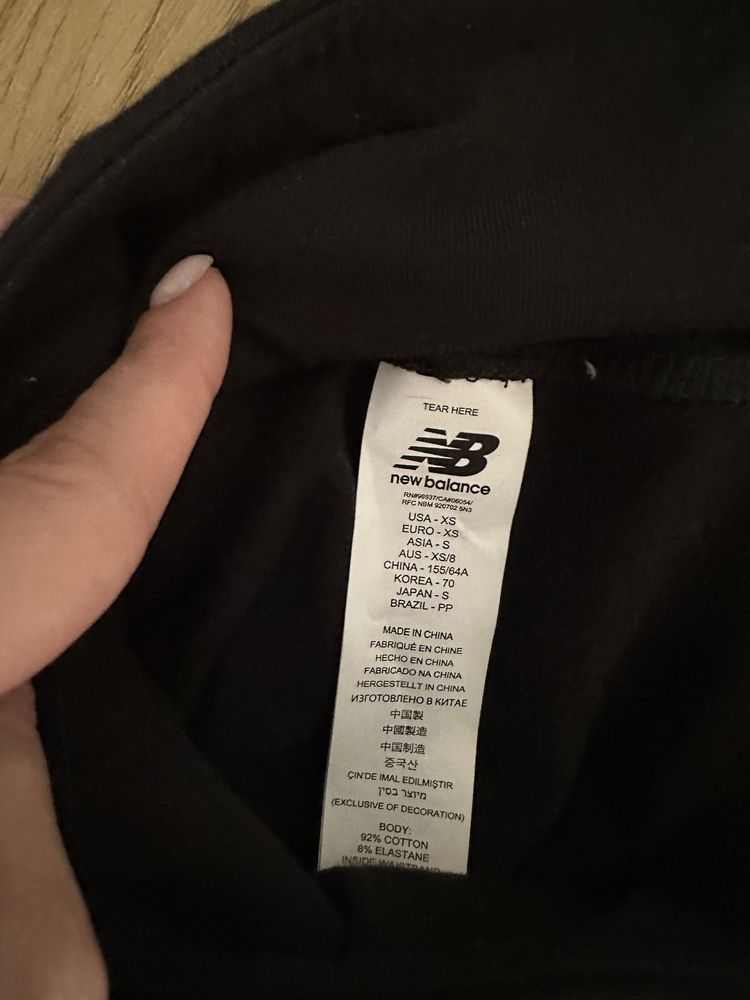 TEAR HERE
NB
new balance
RN#96937/CA#06054/
RFC NBM 920702 5N3
USA - XS
EURO - XS
ASIA - S
AUS - XS/8
CHINA - 155/64A
KOREA - 70
JAPAN - S
BRAZIL - PP
MADE IN CHINA
FABRIQUÉ EN CHINE
HECHO EN CHINA
FABRICADO NA CHINA
HERGESTELLT IN CHINA
ИЗГОТОВЛЕНО В КИТАЕ
中国製
中國製造
中国制造
중국산
ÇIN'DE IMAL EDILMIŞTIR
מיוצר בסין
(EXCLUSIVE OF DECORATION)
BODY:
92% COTTON
8% ELASTANE
INSIDE WAISTBAND